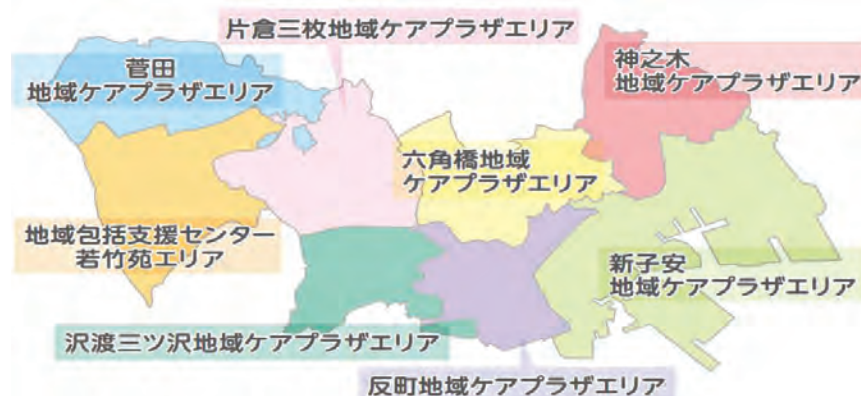 片倉三枚地域ケアプラザエリア
菅田
地域ケアプラザエリア
神之木
地域ケアプラザエリア
六角橋地域
ケアプラザエリア
地域包括支援センター
若竹苑エリア
新子安
地域ケアプラザエリア
沢渡三ツ沢地域ケアプラザエリア
反町地域ケアプラザエリア